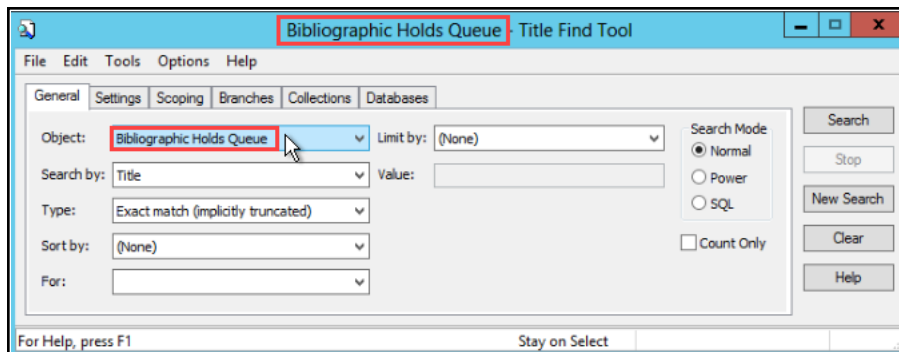 Bibliographic Holds Queue - Title Find Tool
File Edit Tools Options Help
General Settings Scoping Branches Collections Databases
Object: Bibliographic Holds Queue Limit by: (None) Search Mode Search
Normal
Search by: Title Value: Power Stop
Type: Exact match (implicitly truncated) SQL New Search
Sort by: (None) Count Only Clear
For: Help
For Help, press F1 Stay on Select